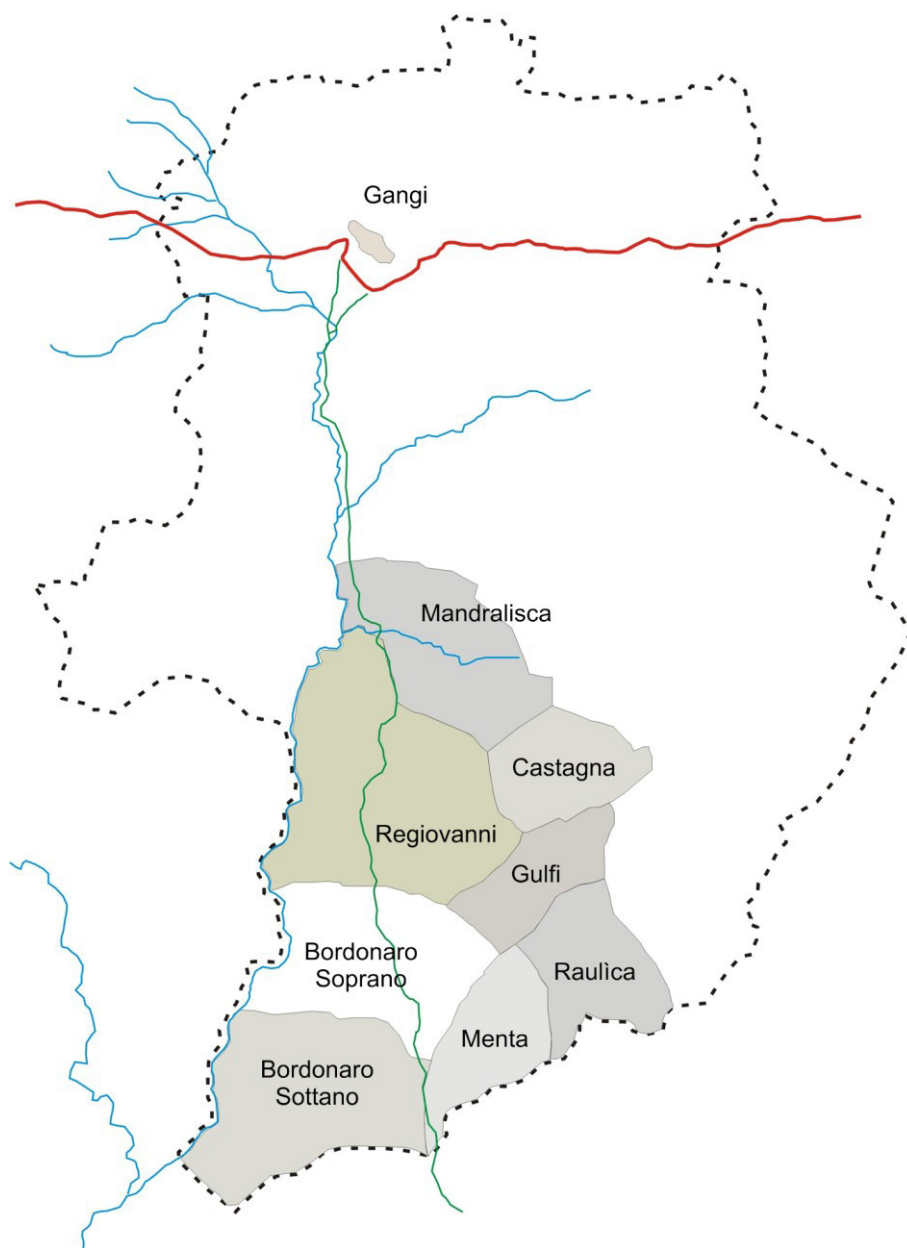 Gangi
Mandralisca
Castagna
Regiovanni
Gulfi
Bordonaro
Soprano
Raulìca
Menta
Bordonaro
Sottano